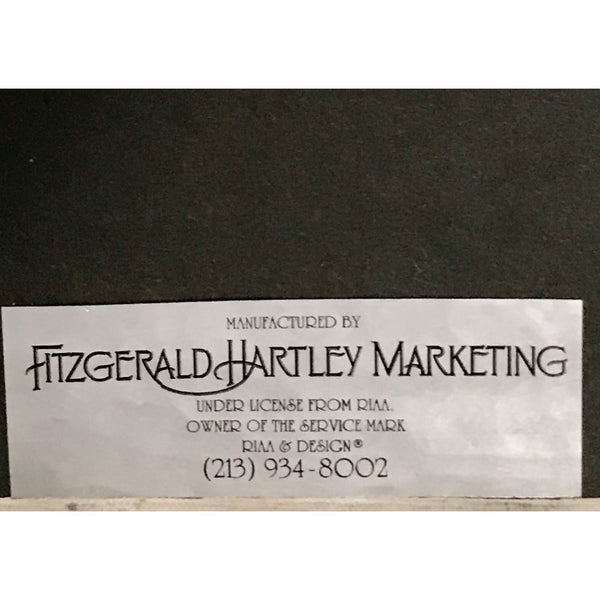 MANUFACTURED BY
FITZGERALD HARTLEY MARKETING
UNDER LICENSE FROM RIAA,
OWNER OF THE SERVICE MARK
RIAA & DESIGN®
(213) 934-8002